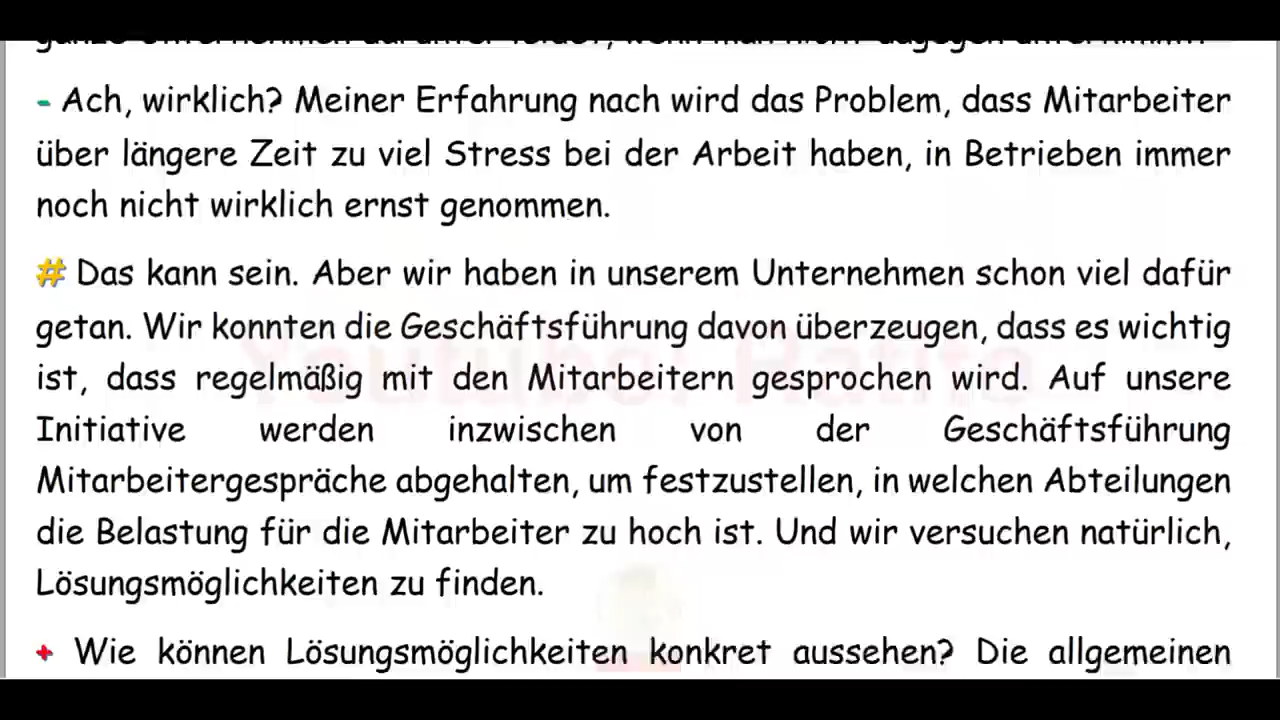 - Ach, wirklich? Meiner Erfahrung nach wird das Problem, dass Mitarbeiter
über längere Zeit zu viel Stress bei der Arbeit haben, in Betrieben immer
noch nicht wirklich ernst genommen.
# Das kann sein. Aber wir haben in unserem Unternehmen schon viel dafür
getan. Wir konnten die Geschäftsführung davon überzeugen, dass es wichtig
ist, dass regelmäßig mit den Mitarbeitern gesprochen wird. Auf unsere
Initiative werden inzwischen von der Geschäftsführung
Mitarbeitergespräche abgehalten, um festzustellen, in welchen Abteilungen
die Belastung für die Mitarbeiter zu hoch ist. Und wir versuchen natürlich,
Lösungsmöglichkeiten zu finden.
+ Wie können Lösungsmöglichkeiten konkret aussehen? Die allgemeinen